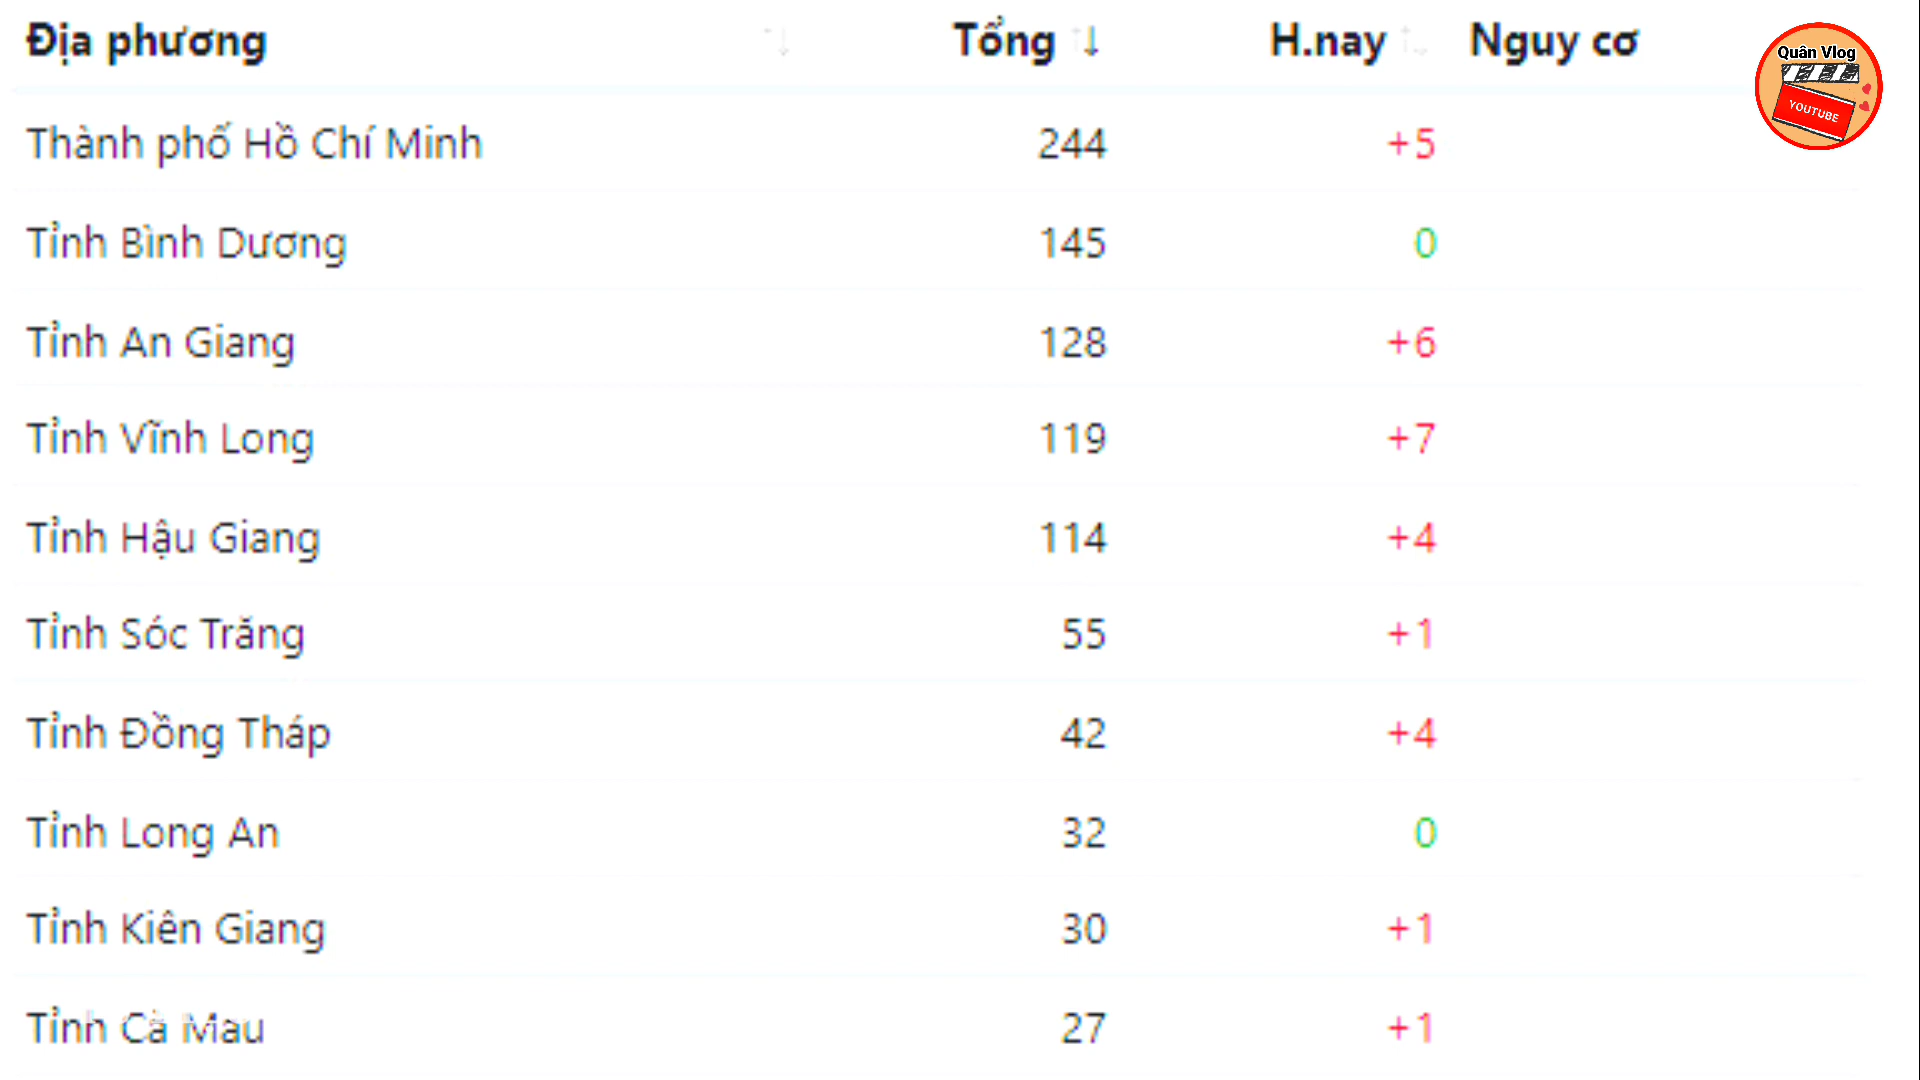 Địa phương Tổng H.nay Nguy cơ
Quân Vlog
YOUTUBE
Thành phố Hồ Chí Minh 244 +5
Tỉnh Bình Dương 145 0
Tỉnh An Giang 128 +6
Tỉnh Vĩnh Long 119 +7
Tỉnh Hậu Giang 114 +4
Tỉnh Sóc Trăng 55 +1
Tỉnh Đồng Tháp 42 +4
Tỉnh Long An 32 0
Tỉnh Kiên Giang 30 +1
Tỉnh Cà Mau 27 +1